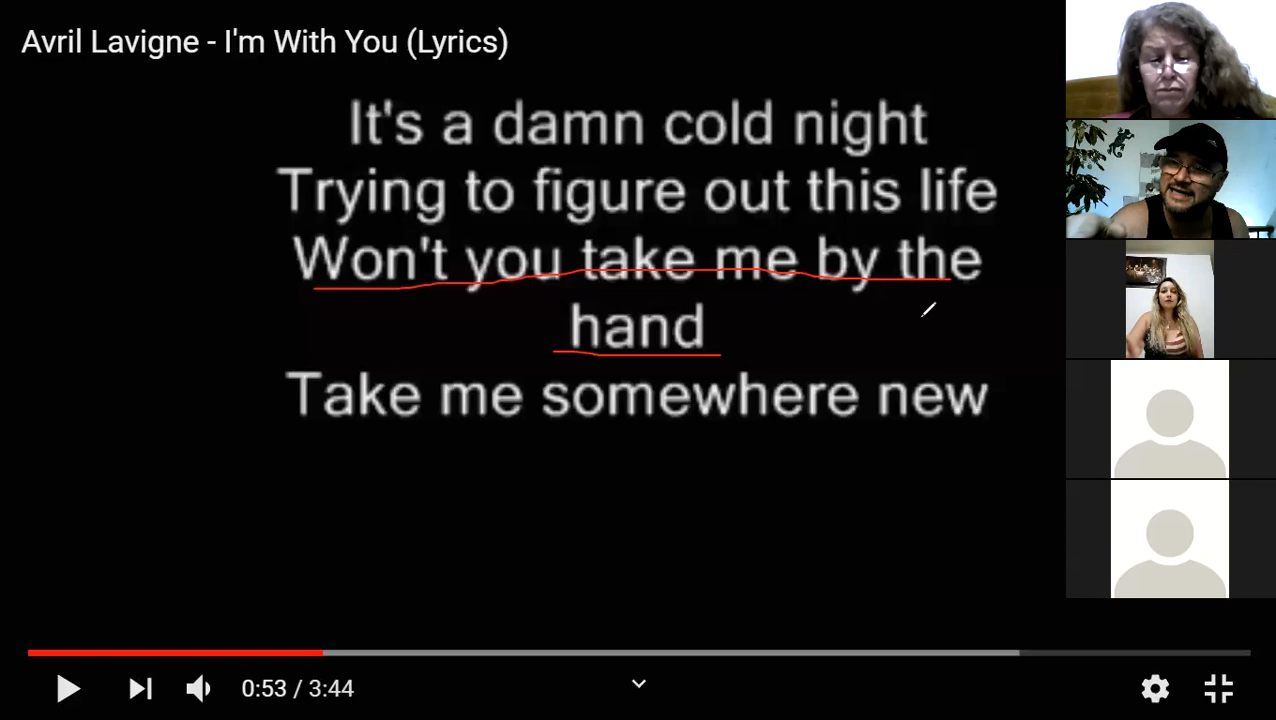 Avril Lavigne - I'm With You (Lyrics)
It's a damn cold night
Trying to figure out this life
Won't you take me by the
hand
Take me somewhere new
0:53 / 3:44